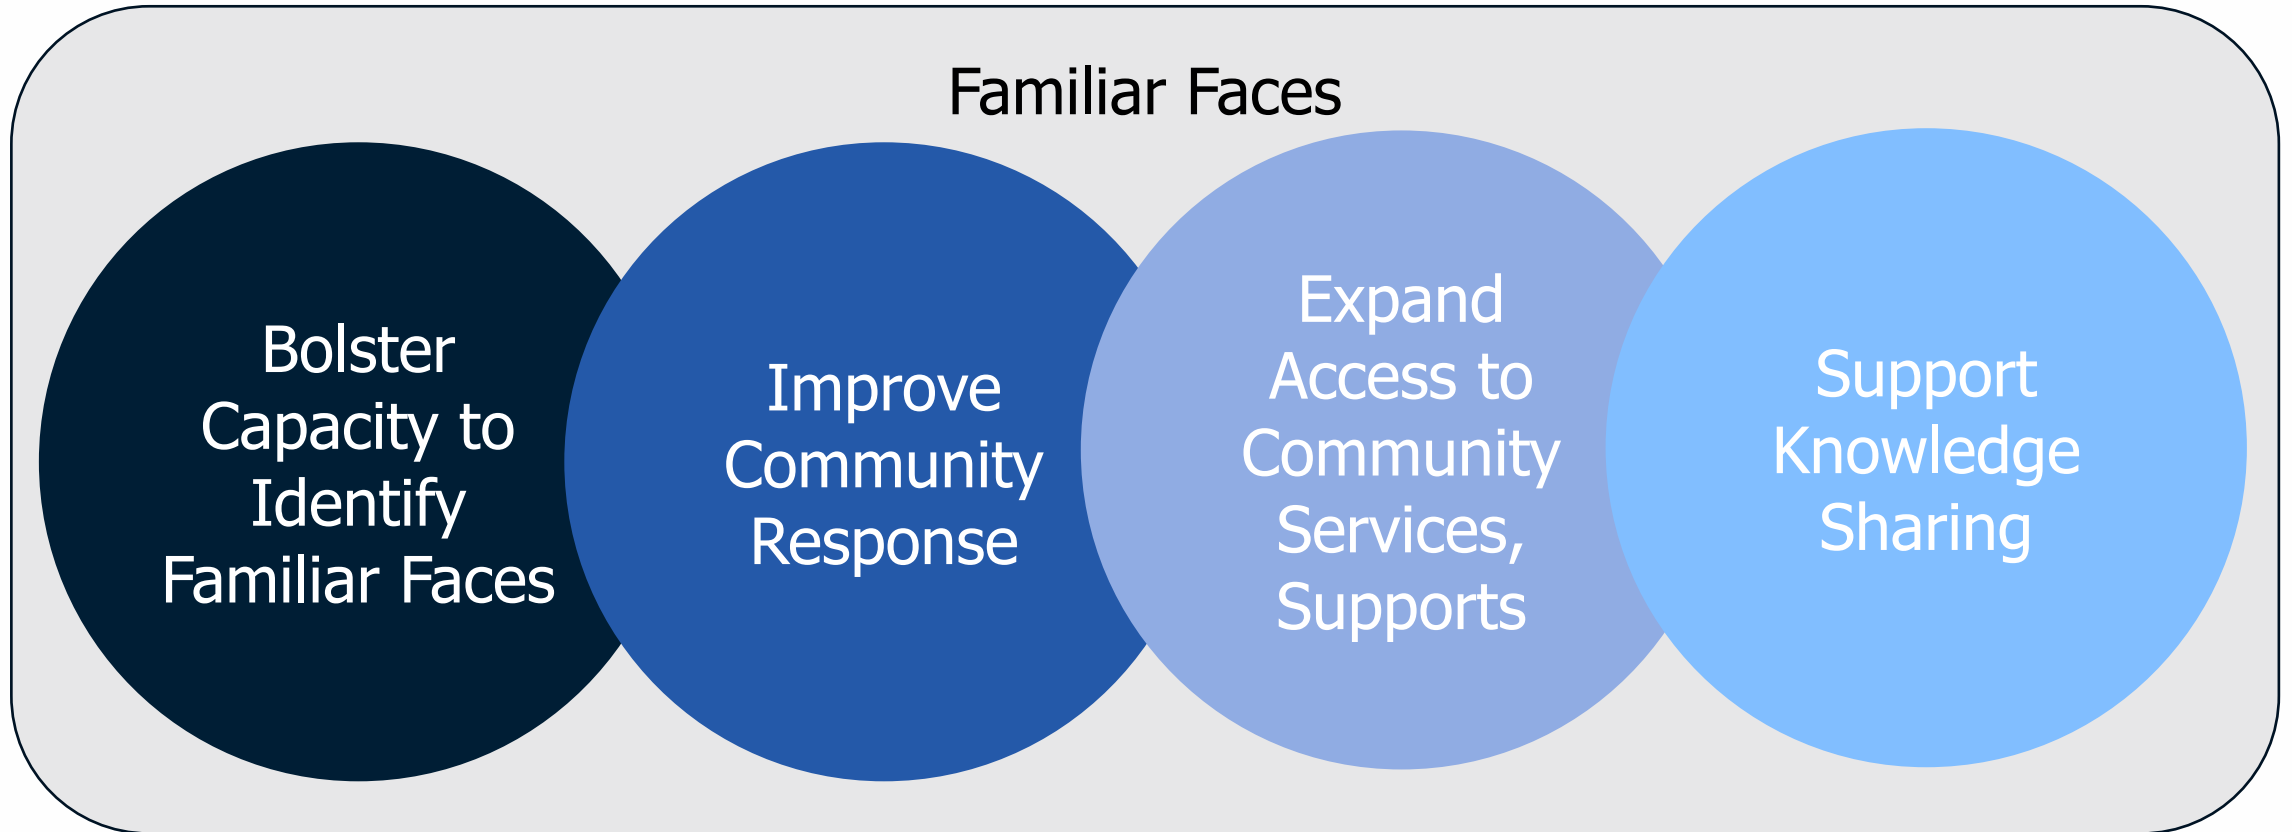 Familiar Faces
Bolster
Capacity to
Identify
Familiar Faces
Improve
Community
Response
Expand
Access to
Community
Services,
Supports
Support
Knowledge
Sharing